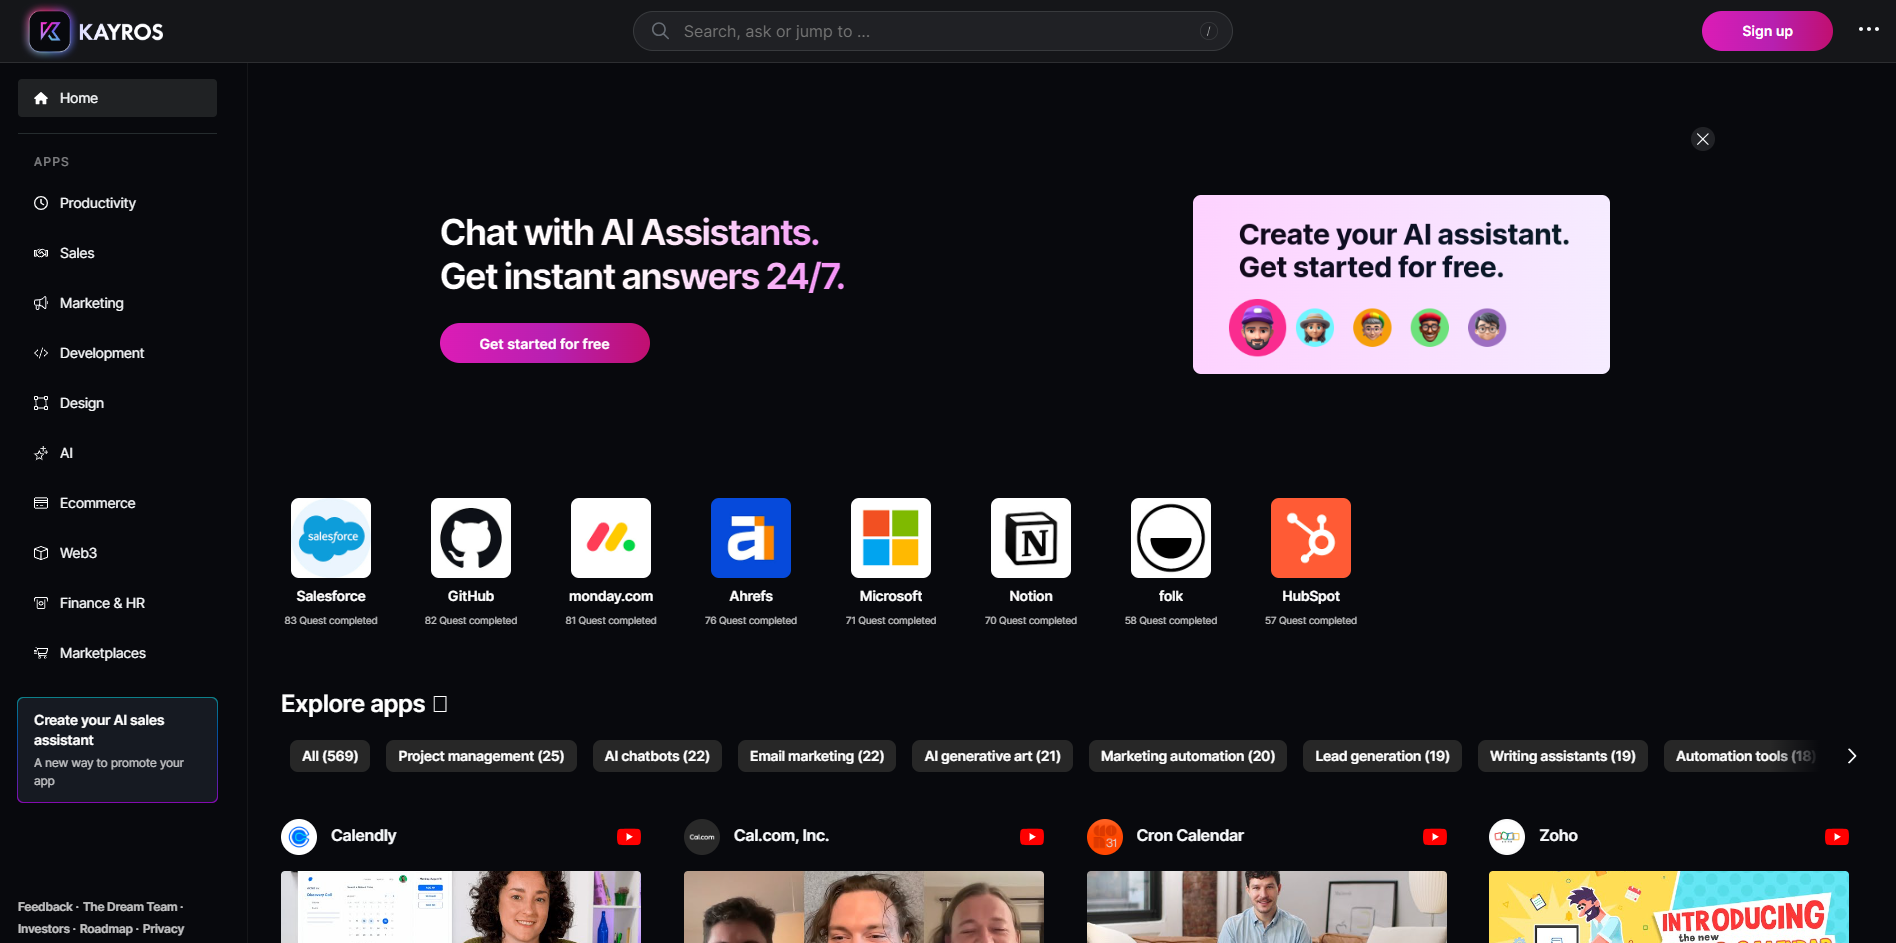 KAYROS
Search, ask or jump to ...
/
Sign up
Home
APPS
Productivity
Sales
Marketing
Development
Design
AI
Ecommerce
Web3
Finance & HR
Marketplaces
Create your AI sales
assistant
A new way to promote your
app
Feedback · The Dream Team ·
Investors · Roadmap · Privacy
Chat with AI Assistants.
Get instant answers 24/7.
Get started for free
Create your AI assistant.
Get started for free.
salesforce
Salesforce
83 Quest completed
GitHub
82 Quest completed
monday.com
81 Quest completed
a
Ahrefs
76 Quest completed
Microsoft
71 Quest completed
N
Notion
70 Quest completed
folk
58 Quest completed
HubSpot
57 Quest completed
Explore apps
All (569)
Project management (25)
AI chatbots (22)
Email marketing (22)
AI generative art (21)
Marketing automation (20)
Lead generation (19)
Writing assistants (19)
Automation tools (18)
Calendly
Cal.com
Cal.com, Inc.
31
Cron Calendar
Zoho
INTRODUCING
the new